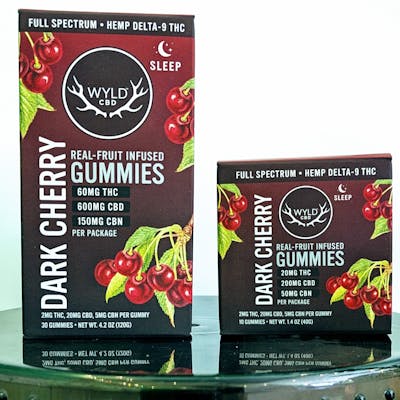 FULL SPECTRUM • HEMP DELTA-9 THC
SLEEP
WYLD
CBD
DARK CHERRY
REAL-FRUIT INFUSED
GUMMIES
60MG THC
600MG CBD
150MG CBN
PER PACKAGE
2MG THC, 20MG CBD, 5MG CBN PER GUMMY
30 GUMMIES • NET WT. 4.2 OZ (120G)
FULL SPECTRUM • HEMP DELTA-9 THC
SLEEP
WYLD
CBD
DARK CHERRY
REAL-FRUIT INFUSED
GUMMIES
20MG THC
200MG CBD
50MG CBN
PER PACKAGE
2MG THC, 20MG CBD, 5MG CBN PER GUMMY
10 GUMMIES • NET WT. 1.4 OZ (40G)